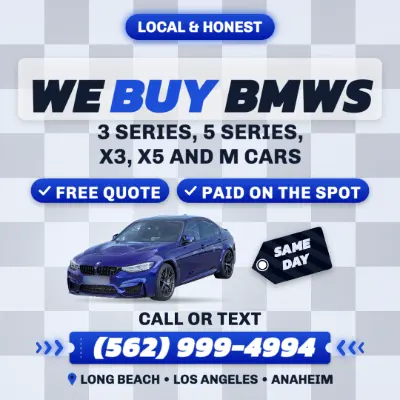 LOCAL & HONEST
WE BUY BMWS
3 SERIES, 5 SERIES,
X3, X5 AND M CARS
FREE QUOTE
PAID ON THE SPOT
SAME
DAY
CALL OR TEXT
(562) 999-4994
LONG BEACH • LOS ANGELES • ANAHEIM